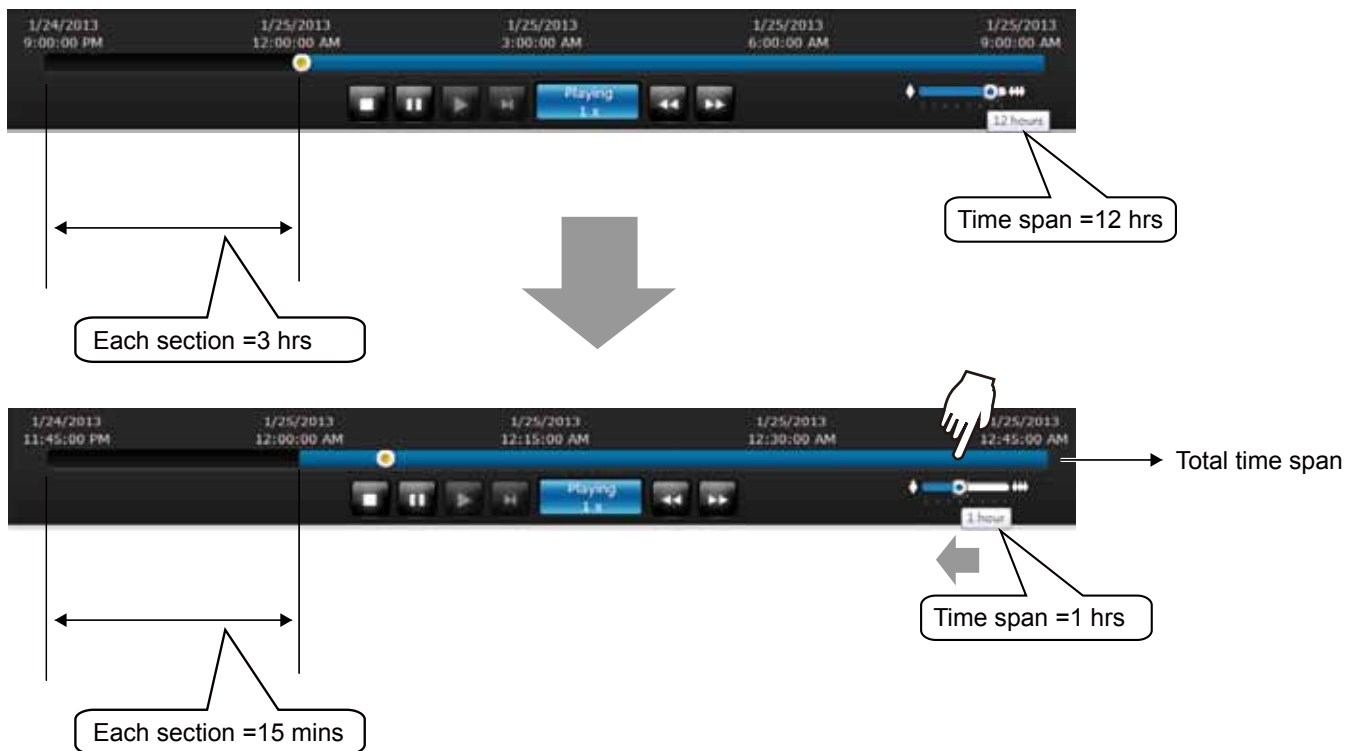 1/24/2013 1/25/2013 1/25/2013 1/25/2013 1/25/2013
9:00:00 PM 12:00:00 AM 3:00:00 AM 6:00:00 AM 9:00:00 AM
Playing
1 x
12 hours
Time span =12 hrs
Each section =3 hrs
1/24/2013 1/25/2013 1/25/2013 1/25/2013 1/25/2013
11:45:00 PM 12:00:00 AM 12:15:00 AM 12:30:00 AM 12:45:00 AM
Total time span
Playing
1 x
1 hour
Time span =1 hrs
Each section =15 mins